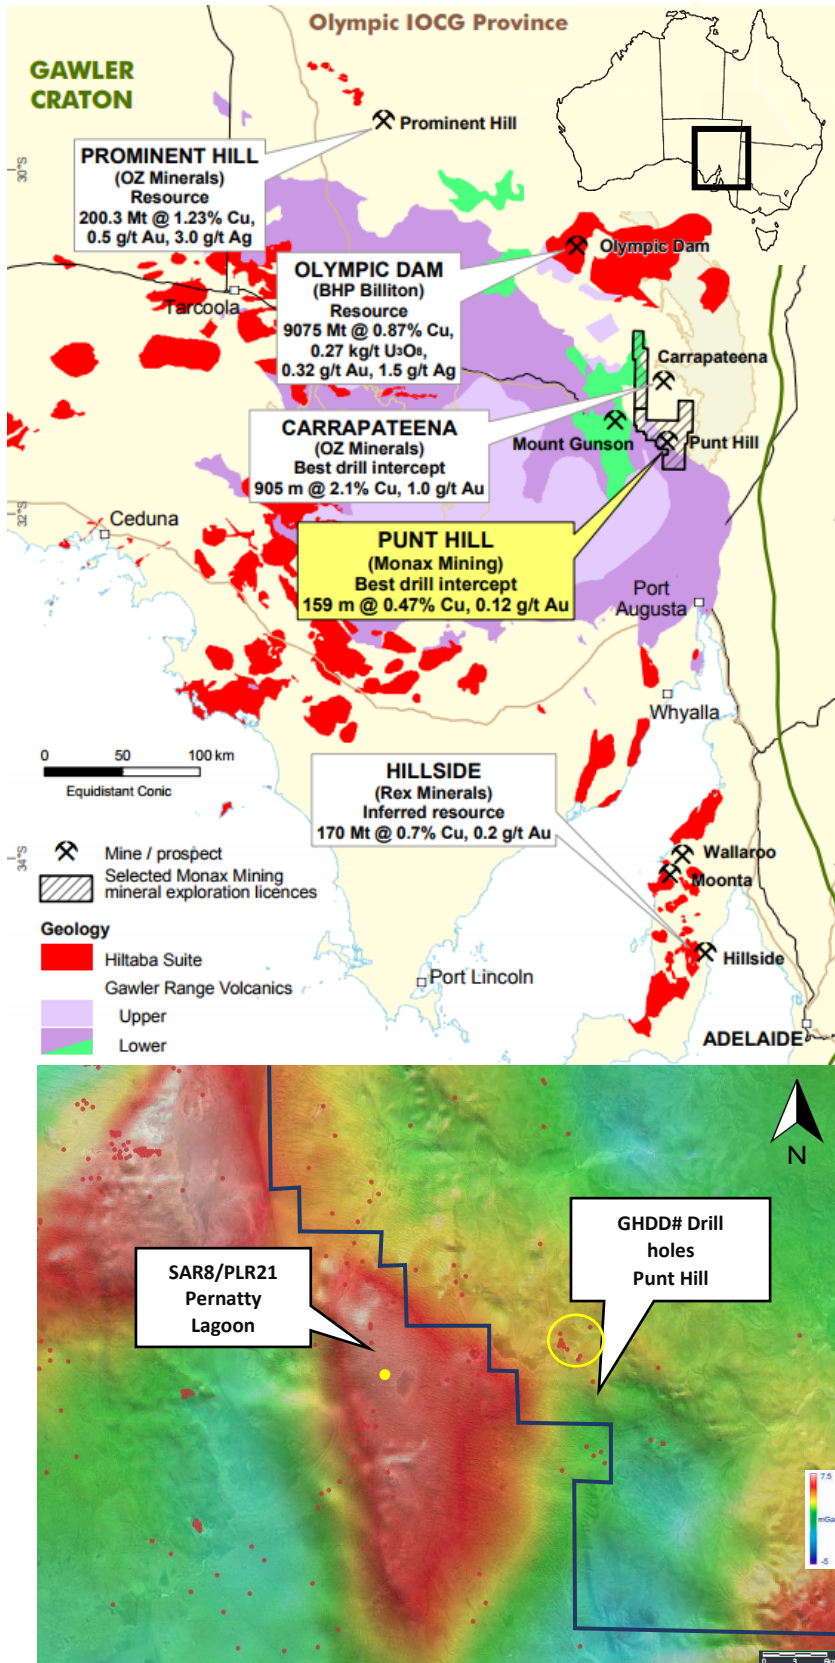 Olympic IOCG Province
GAWLER
CRATON
Prominent Hill
30°S
PROMINENT HILL
(OZ Minerals)
Resource
200.3 Mt @ 1.23% Cu,
0.5 g/t Au, 3.0 g/t Ag
Olympic Dam
OLYMPIC DAM
(BHP Billiton)
Resource
9075 Mt @ 0.87% Cu,
0.27 kg/t U₃O₈,
0.32 g/t Au, 1.5 g/t Ag
Tarcoola
Carrapateena
CARRAPATEENA
(OZ Minerals)
Best drill intercept
905 m @ 2.1% Cu, 1.0 g/t Au
Mount Gunson
Punt Hill
32°S
Ceduna
PUNT HILL
(Monax Mining)
Best drill intercept
159 m @ 0.47% Cu, 0.12 g/t Au
Port
Augusta
Whyalla
0 50 100 km
Equidistant Conic
HILLSIDE
(Rex Minerals)
Inferred resource
170 Mt @ 0.7% Cu, 0.2 g/t Au
34°S
Mine / prospect
Selected Monax Mining
mineral exploration licences
Wallaroo
Moonta
Geology
Hiltaba Suite
Gawler Range Volcanics
Upper
Lower
Hillside
Port Lincoln
ADELAIDE
N
GHDD# Drill
holes
Punt Hill
SAR8/PLR21
Pernatty
Lagoon
7.5
mGa
-5
0 3 6km